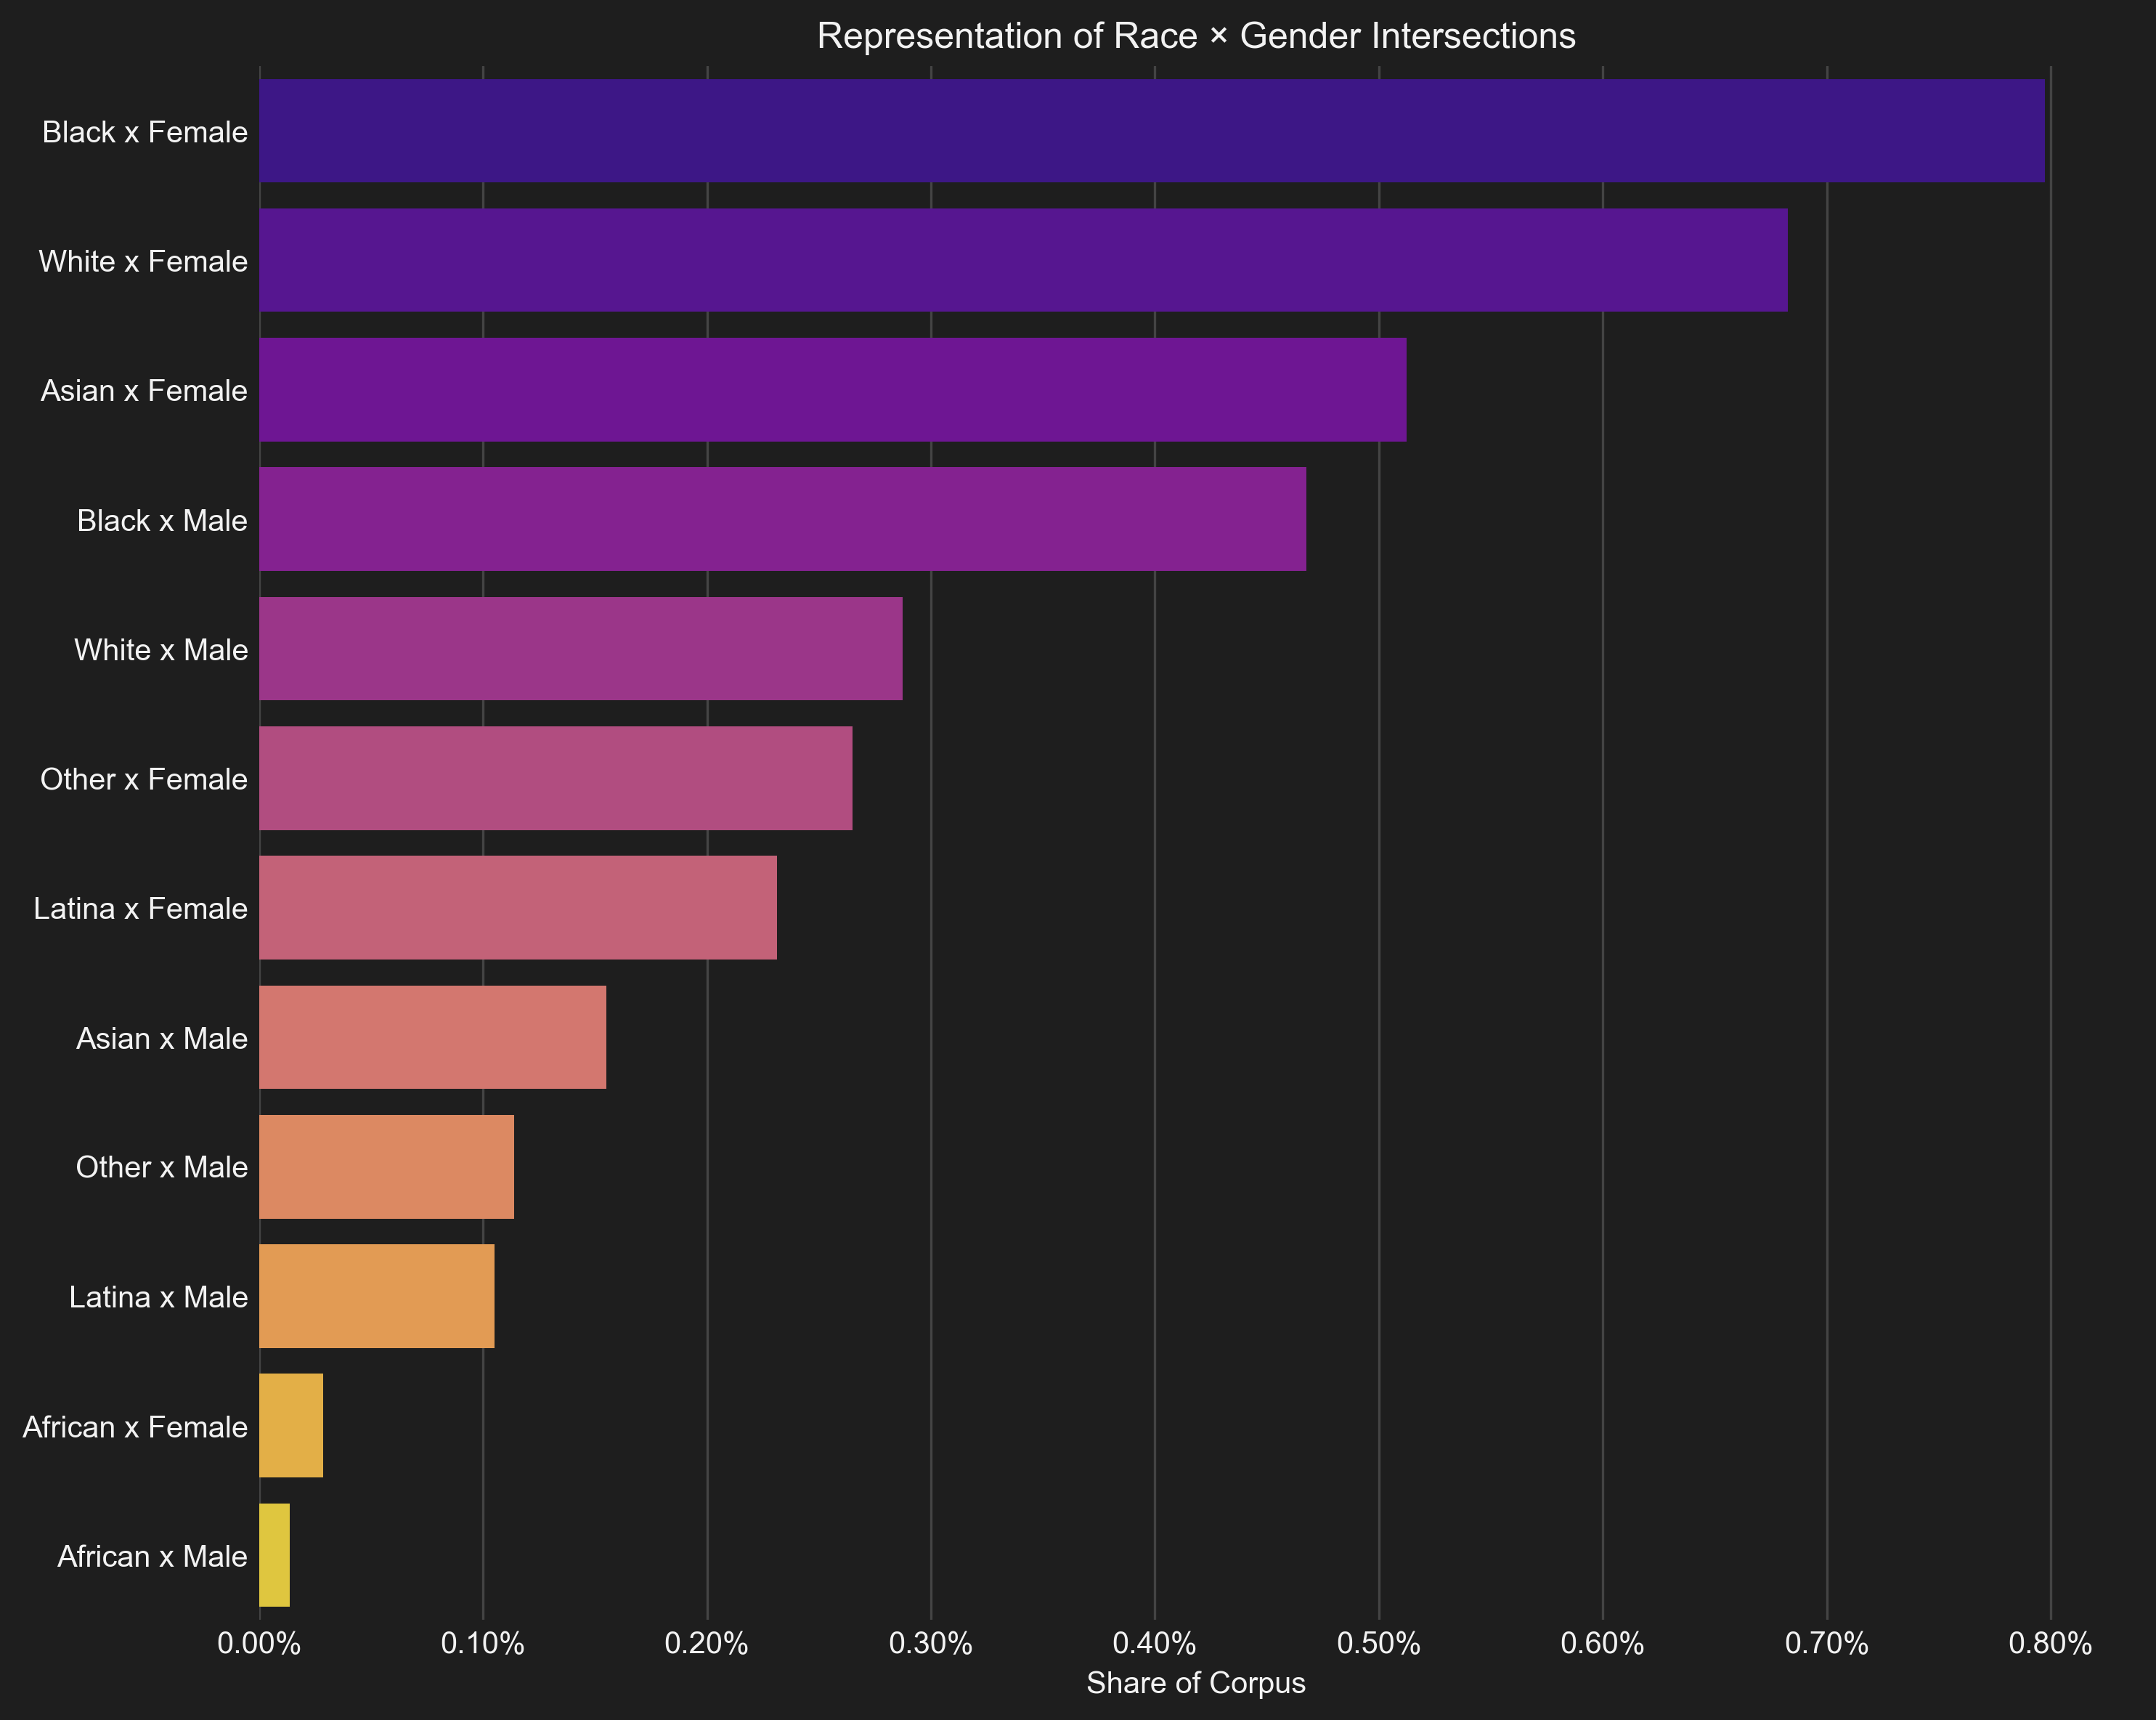 Representation of Race × Gender Intersections
Black x Female
White x Female
Asian x Female
Black x Male
White x Male
Other x Female
Latina x Female
Asian x Male
Other x Male
Latina x Male
African x Female
African x Male
0.00% 0.10% 0.20% 0.30% 0.40% 0.50% 0.60% 0.70% 0.80%
Share of Corpus